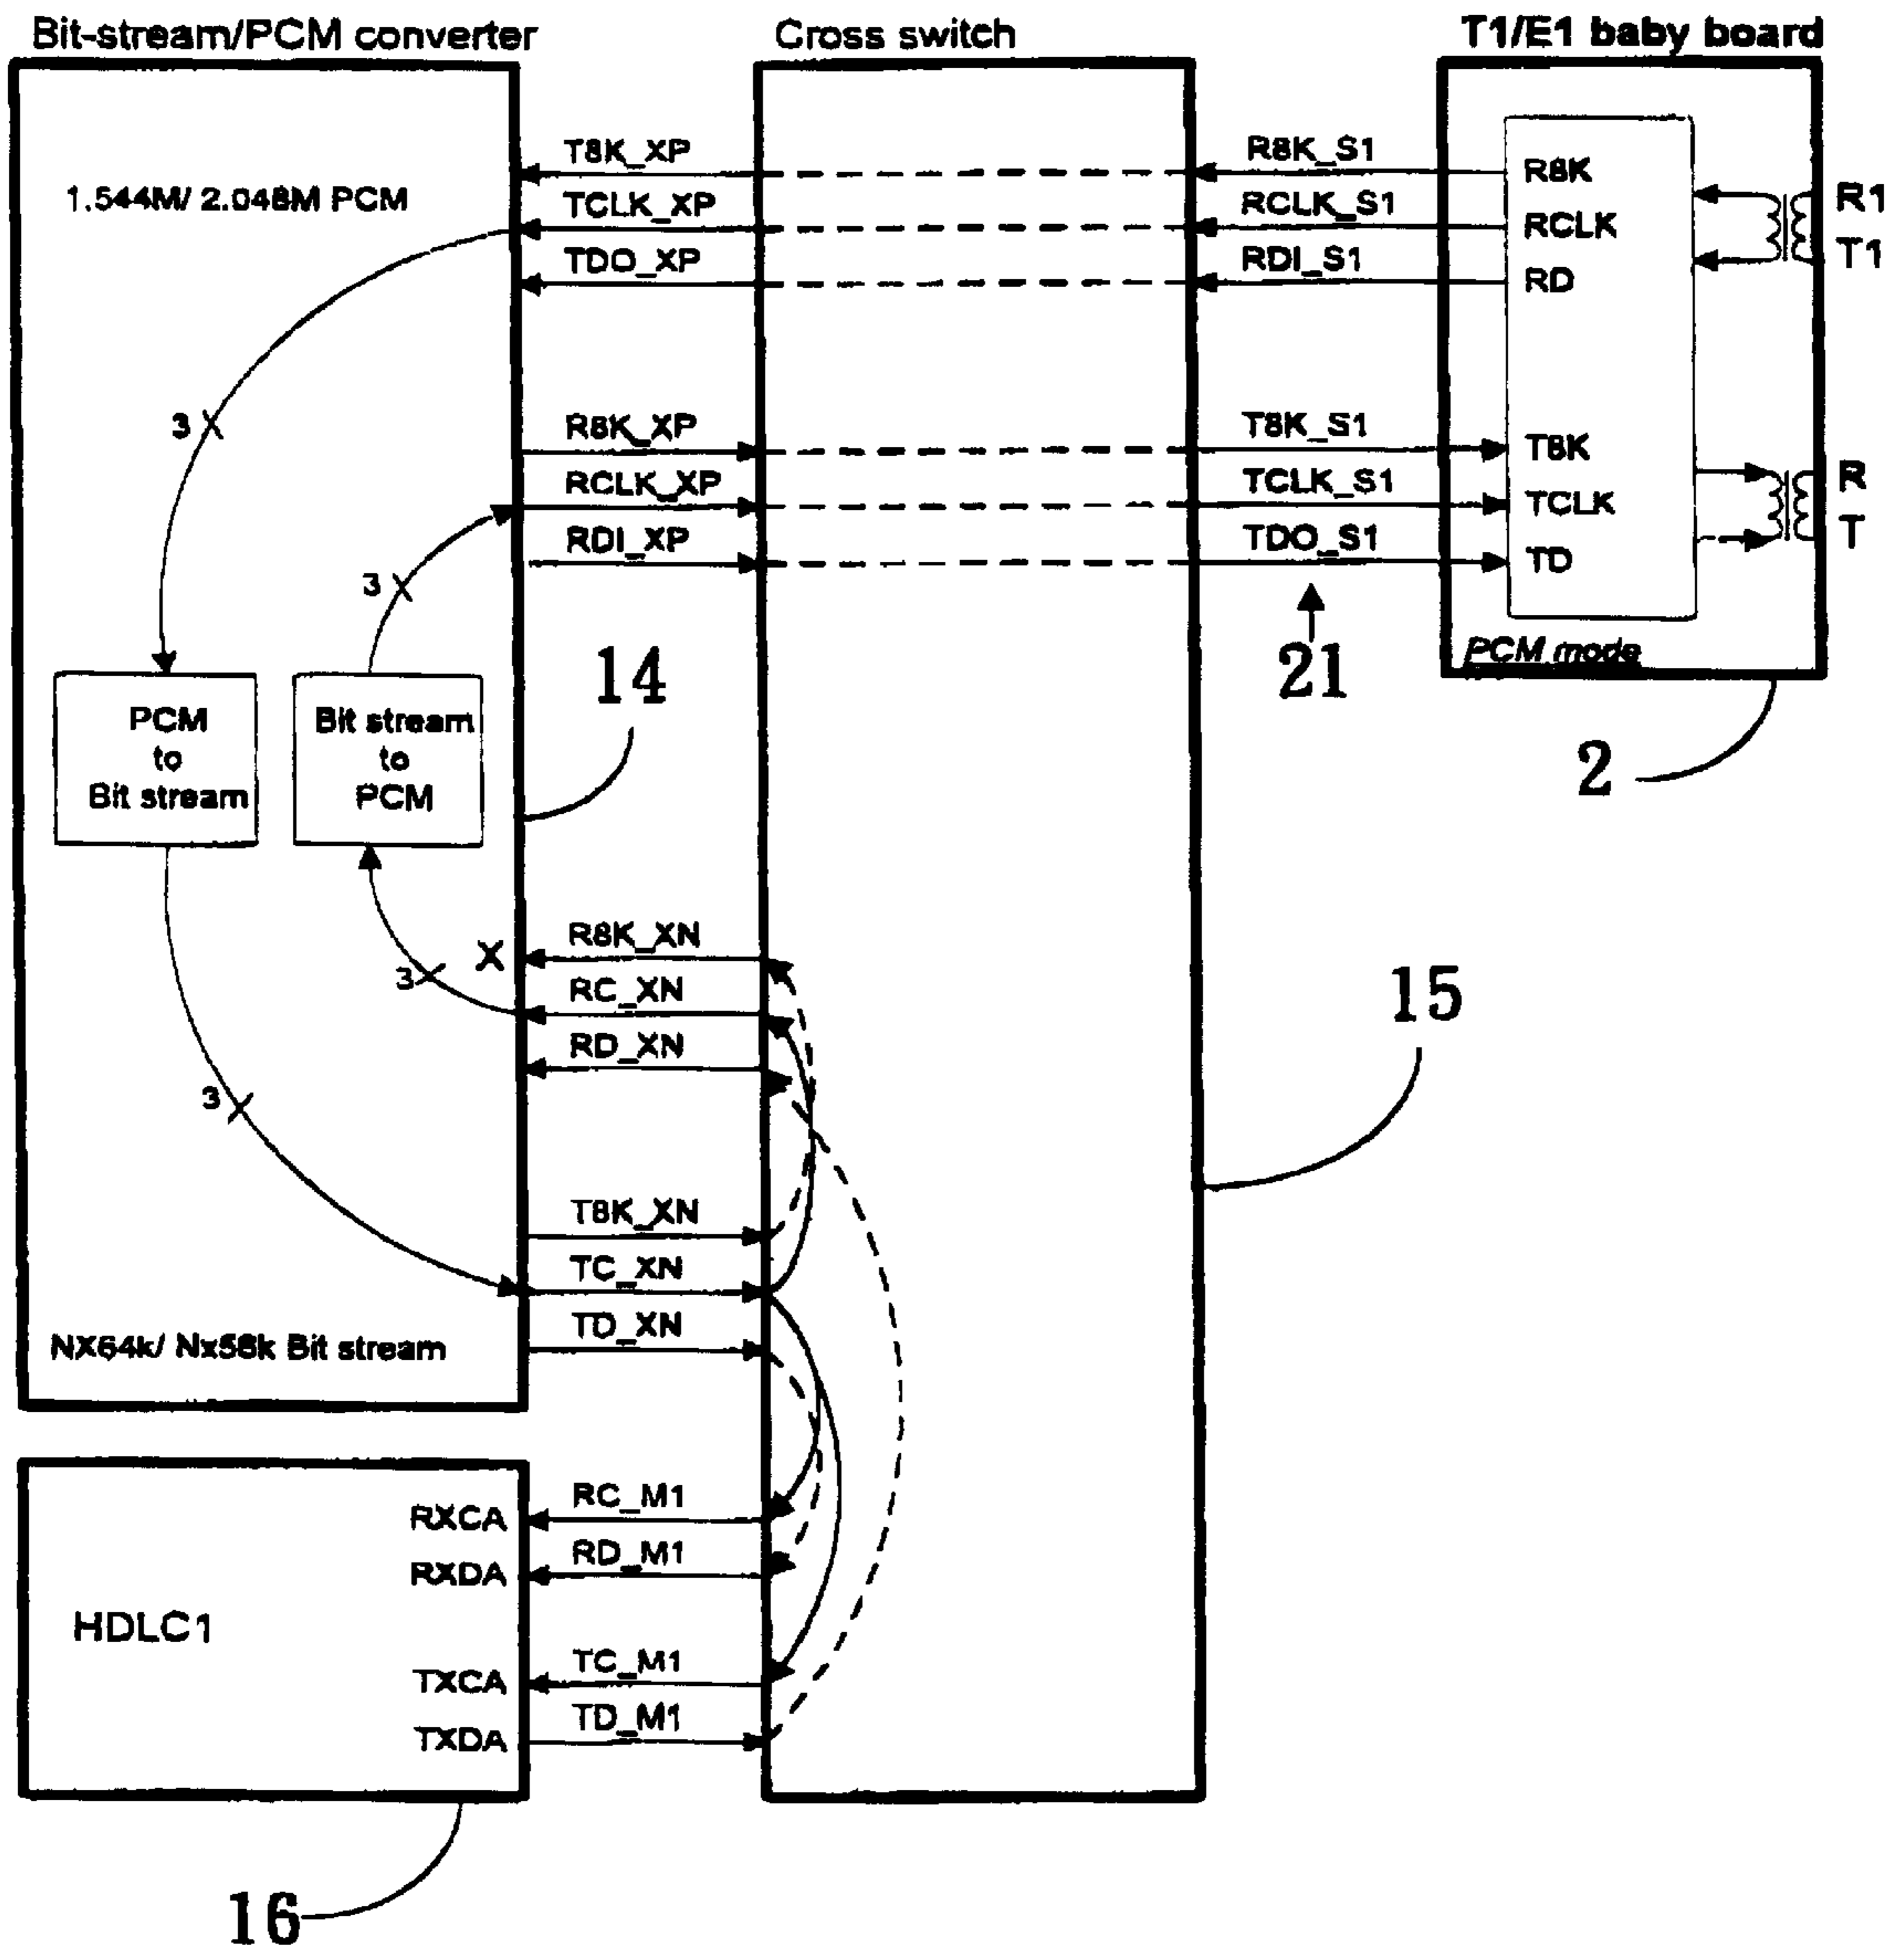 Bit-stream/PCM converter
Cross switch
T1/E1 baby board
1.544M/ 2.048M PCM
T8K_XP
TCLK_XP
TDO_XP
R8K_S1
RCLK_S1
RDI_S1
R8K
RCLK
RD
R1
T1
3
R8K_XP
RCLK_XP
RDI_XP
T8K_S1
TCLK_S1
TDO_S1
T8K
TCLK
TD
R
T
3
21
PCM mode
2
PCM
to
Bit stream
Bit stream
to
PCM
14
X
3
R8K_XN
RC_XN
RD_XN
15
3
T8K_XN
TC_XN
TD_XN
NX64k/ Nx56k Bit stream
HDLC1
RXCA
RXDA
TXCA
TXDA
RC_M1
RD_M1
TC_M1
TD_M1
16